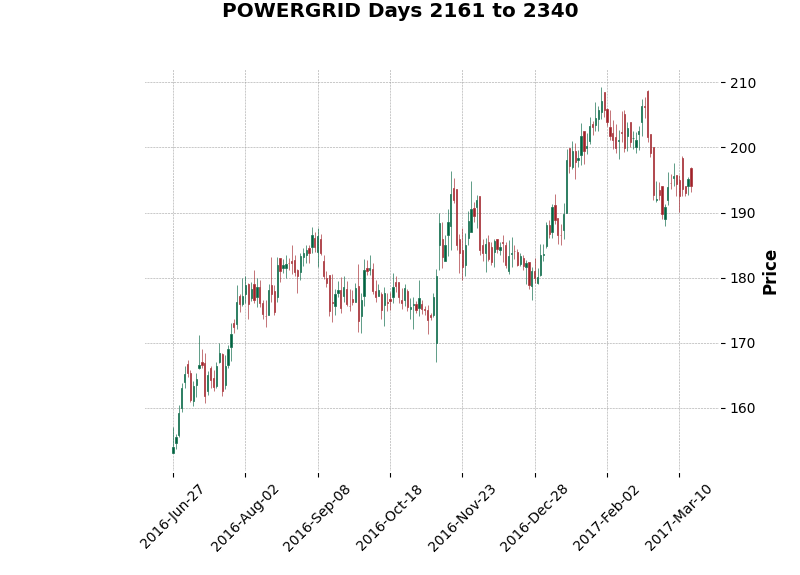 POWERGRID Days 2161 to 2340
210
200
190
180
170
160
Price
2016-Jun-27
2016-Aug-02
2016-Sep-08
2016-Oct-18
2016-Nov-23
2016-Dec-28
2017-Feb-02
2017-Mar-10